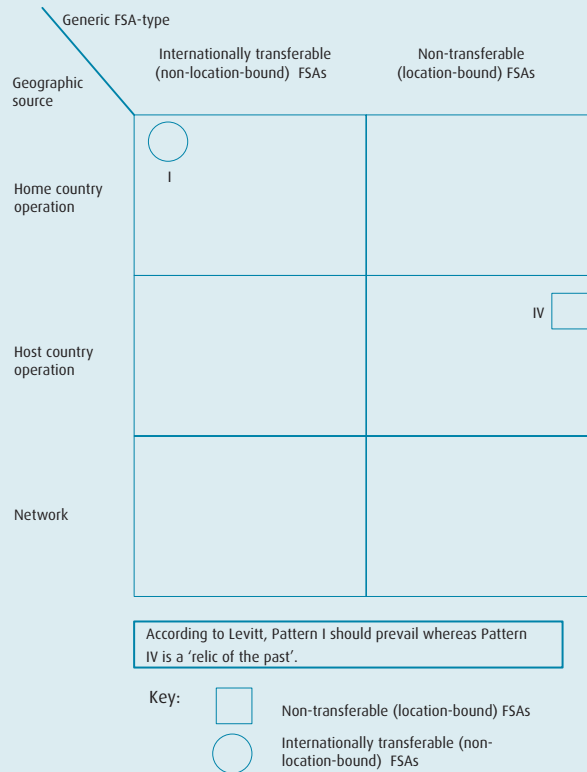 Generic FSA-type
Internationally transferable
(non-location-bound) FSAs
Non-transferable
(location-bound) FSAs
Geographic
source
Home country
operation
I
Host country
operation
IV
Network
According to Levitt, Pattern I should prevail whereas Pattern
IV is a ‘relic of the past’.
Key:
Non-transferable (location-bound) FSAs
Internationally transferable (non-
location-bound) FSAs